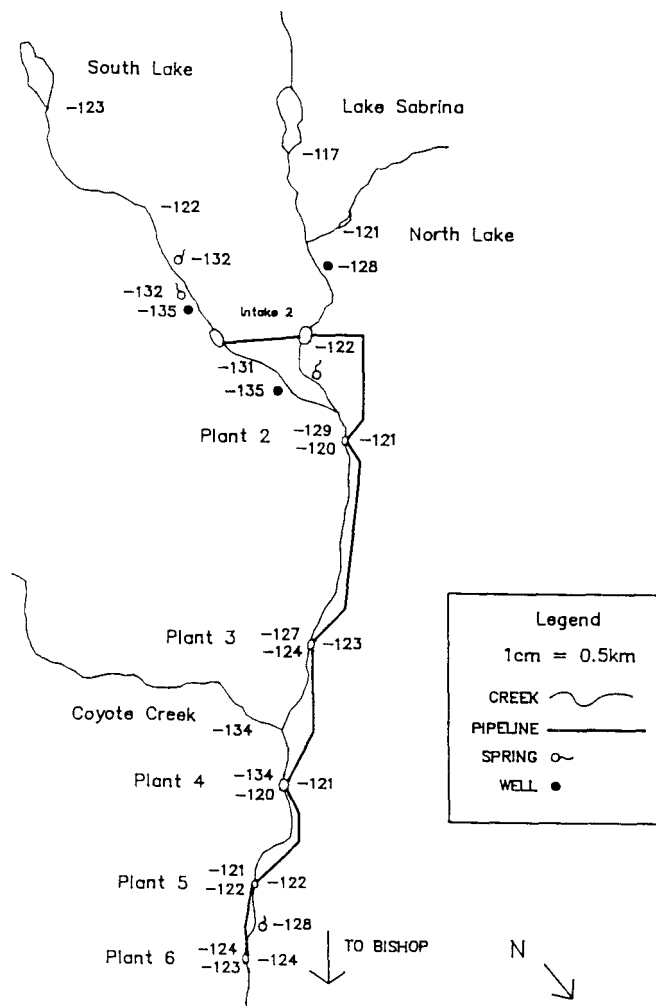 South Lake
-123
Lake Sabrina
-117
-122
-121
North Lake
-132
-128
-132
-135
Intake 2
-122
-131
-135
Plant 2
-129
-120
-121
Plant 3
-127
-124
-123
Coyote Creek
-134
Plant 4
-134
-120
-121
Plant 5
-121
-122
-122
-128
Plant 6
-124
-123
-124
TO BISHOP
N
Legend
1cm = 0.5km
CREEK
PIPELINE
SPRING
WELL